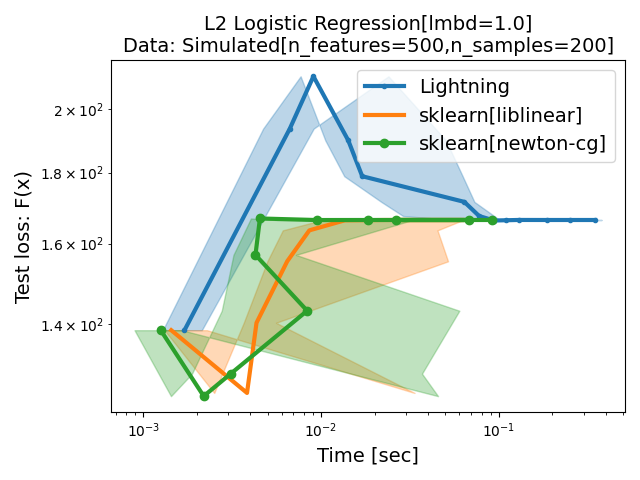 L2 Logistic Regression[lmbd=1.0]
Data: Simulated[n_features=500,n_samples=200]
Lightning
sklearn[liblinear]
sklearn[newton-cg]
Test loss: F(x)
2 × 10²
1.8 × 10²
1.6 × 10²
1.4 × 10²
10⁻³
10⁻²
10⁻¹
Time [sec]